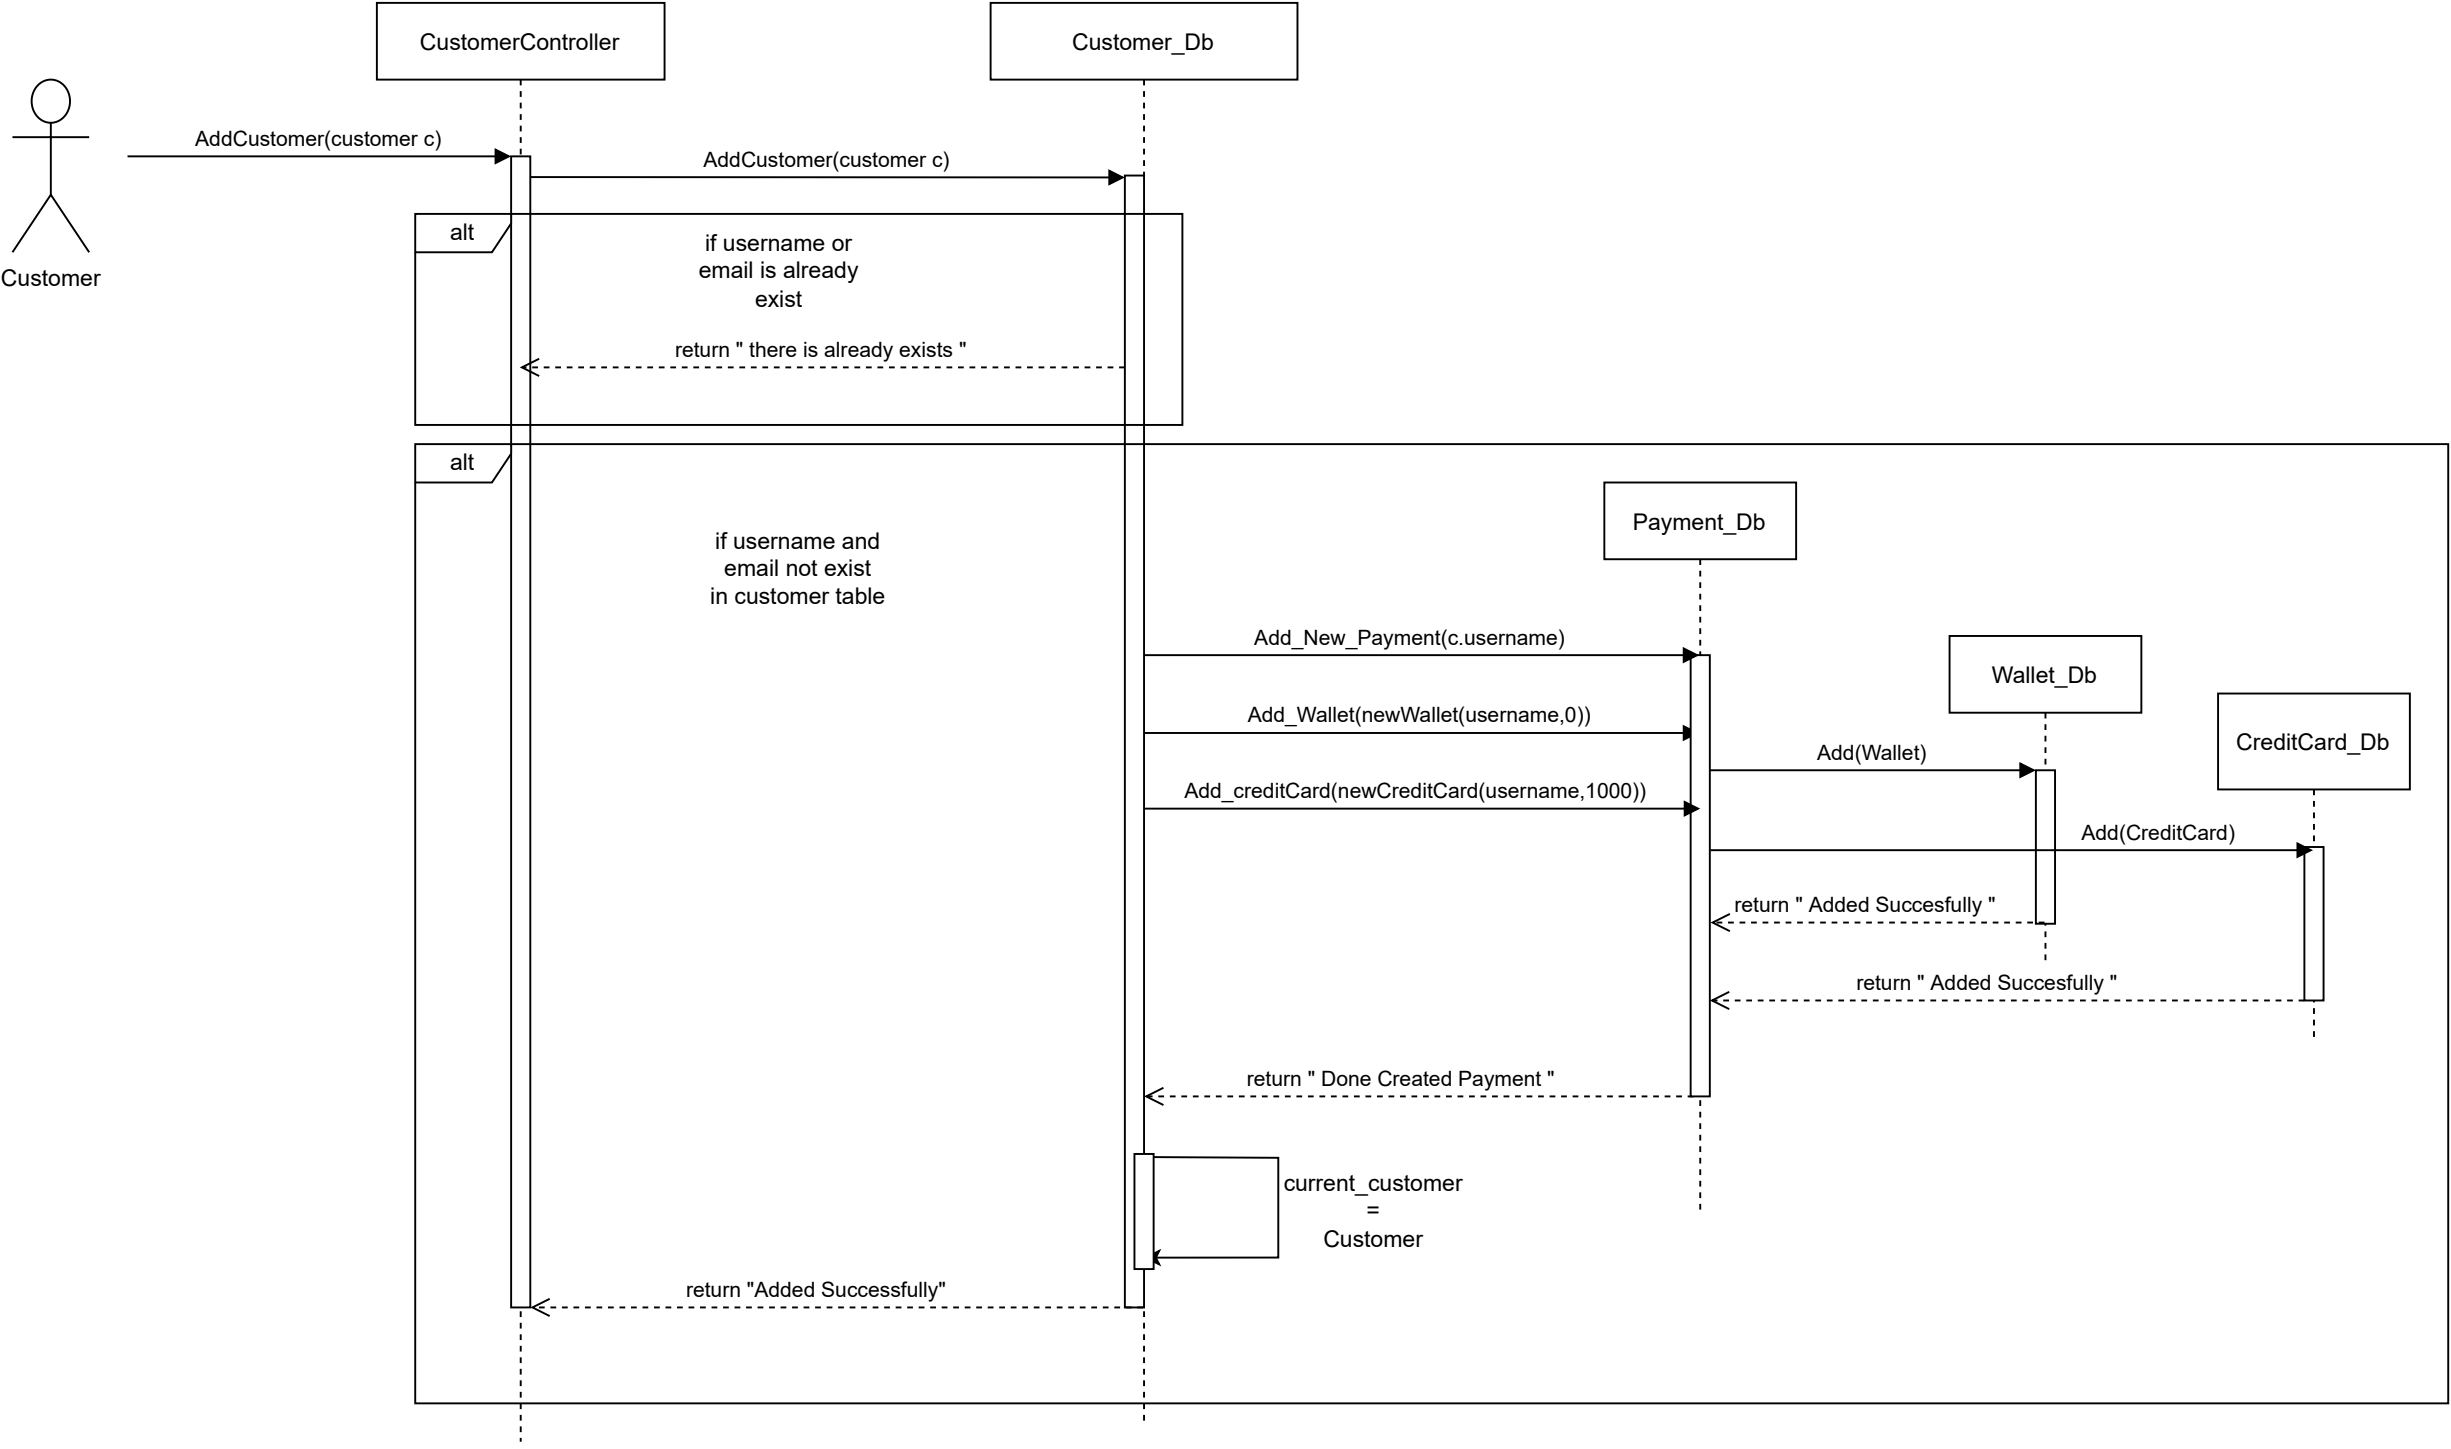 CustomerController
Customer_Db
AddCustomer(customer c)
AddCustomer(customer c)
alt
if username or
email is already
exist
Customer
return " there is already exists "
alt
Payment_Db
if username and
email not exist
in customer table
Add_New_Payment(c.username)
Wallet_Db
Add_Wallet(newWallet(username,0))
CreditCard_Db
Add(Wallet)
Add_creditCard(newCreditCard(username,1000))
Add(CreditCard)
return " Added Succesfully "
return " Added Succesfully "
return " Done Created Payment "
current_customer
=
Customer
return "Added Successfully"